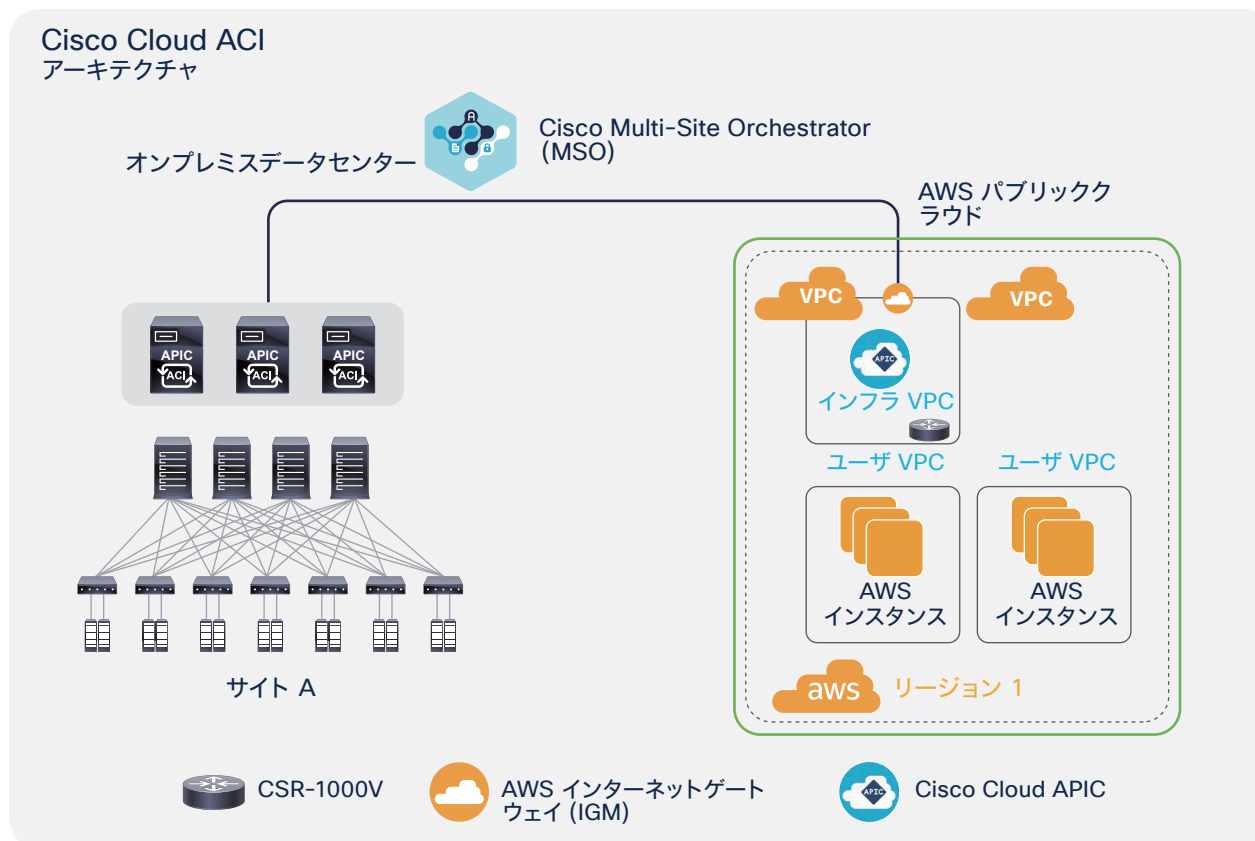 Cisco Cloud ACI
アーキテクチャ
Cisco Multi-Site Orchestrator
(MSO)
オンプレミスデータセンター
AWS パブリックク
ラウド
VPC
VPC
APIC
ACI
APIC
ACI
APIC
ACI
APIC
インフラ VPC
ユーザ VPC
ユーザ VPC
AWS
インスタンス
AWS
インスタンス
サイト A
aws
リージョン 1
CSR-1000V
AWS インターネットゲート
ウェイ (IGM)
APIC
Cisco Cloud APIC